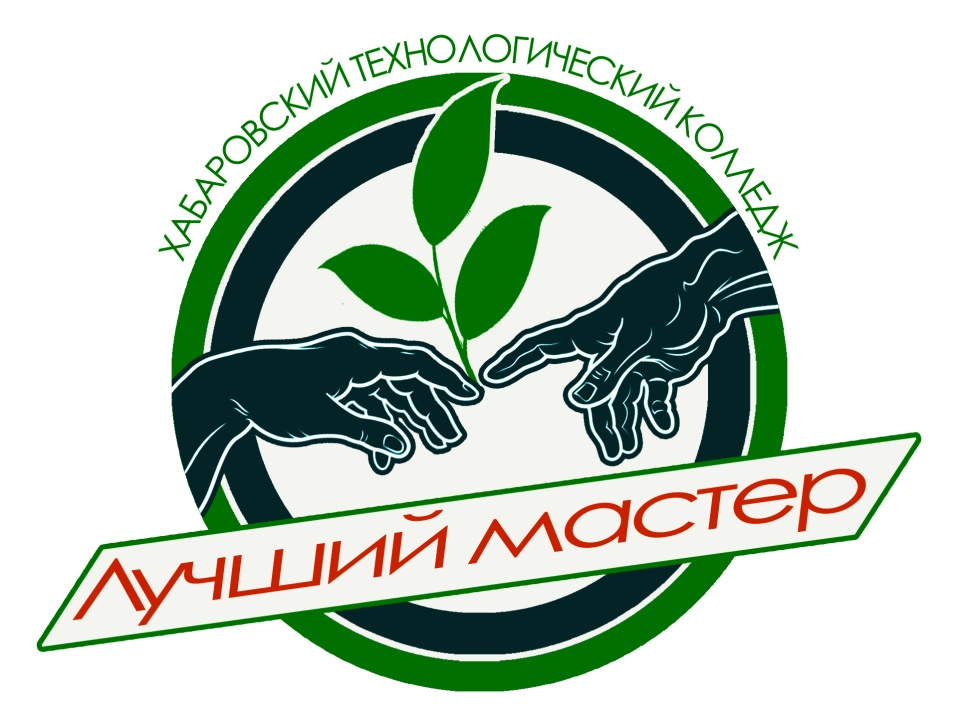 ХАБАРОВСКИЙ ТЕХНОЛОГИЧЕСКИЙ КОЛЛЕДЖ
Лучший мастер